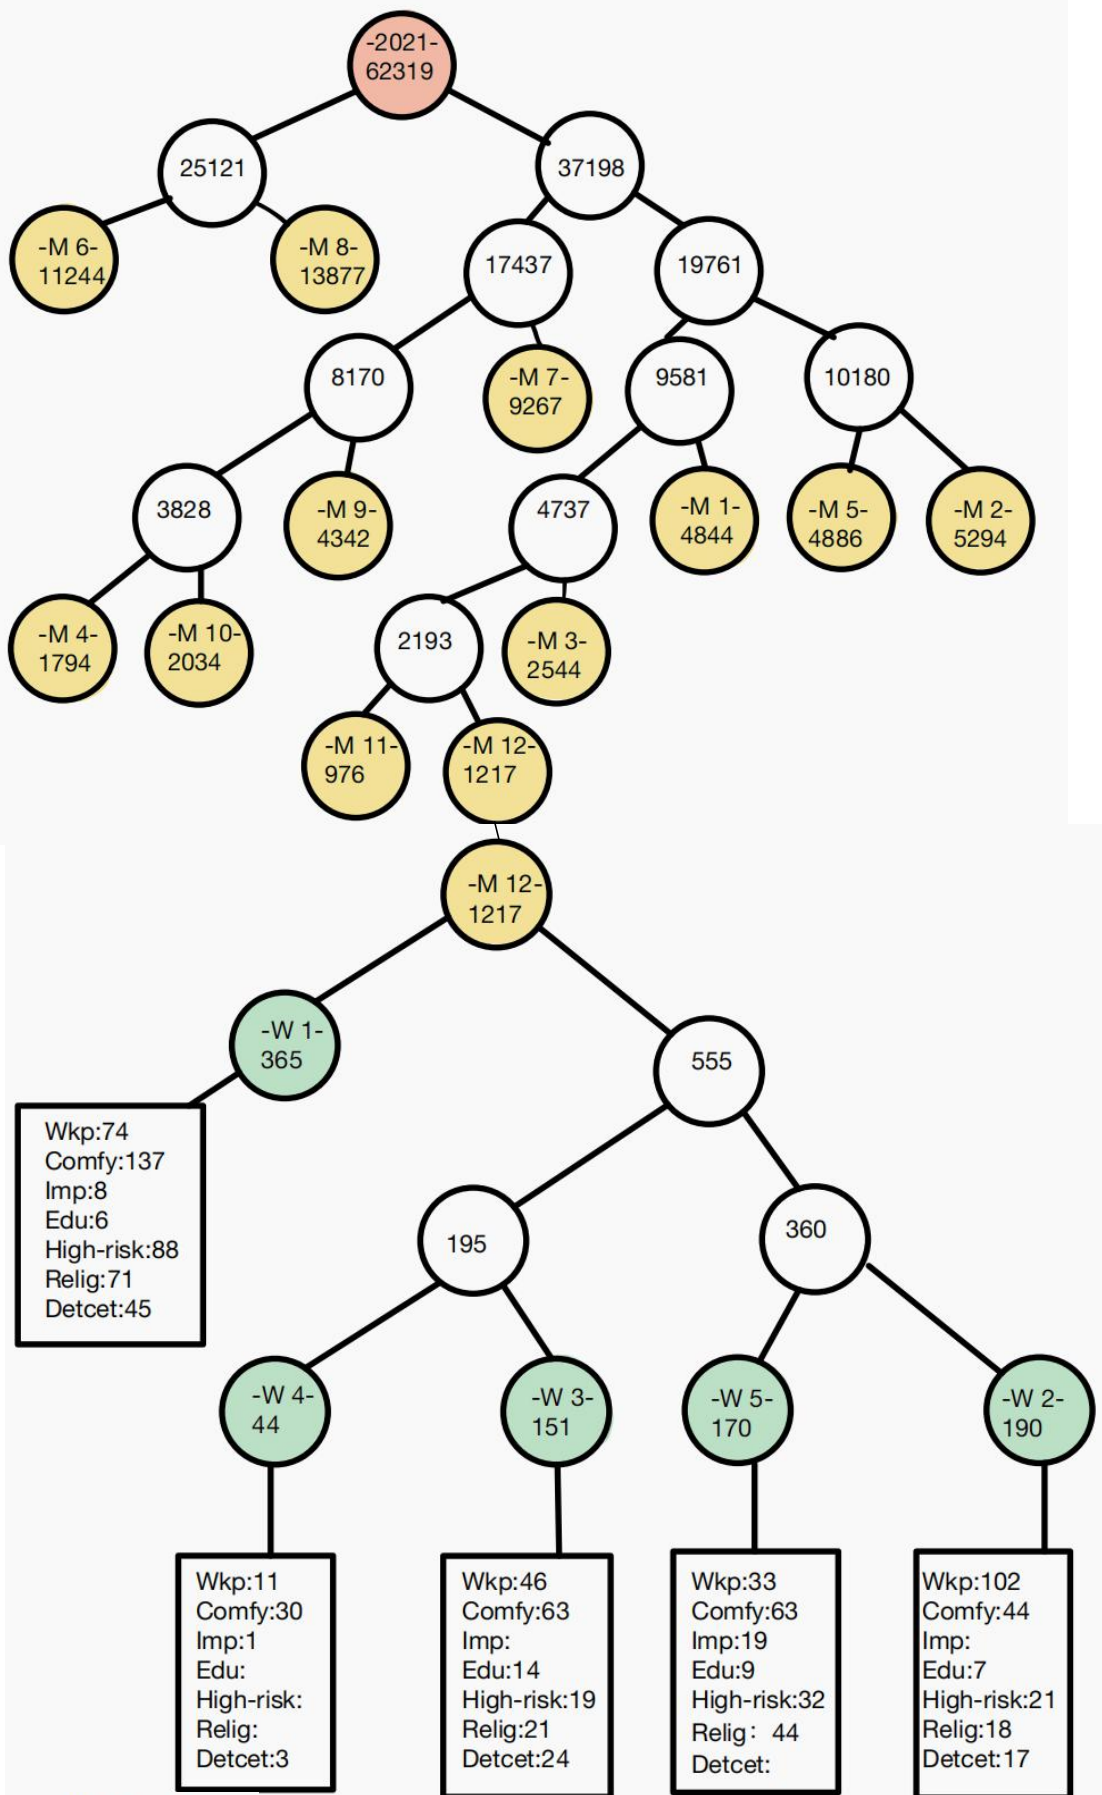 -2021-
62319
25121
37198
-M 6-
11244
-M 8-
13877
17437
19761
8170
-M 7-
9267
9581
10180
3828
-M 9-
4342
4737
-M 1-
4844
-M 5-
4886
-M 2-
5294
-M 4-
1794
-M 10-
2034
2193
-M 3-
2544
-M 11-
976
-M 12-
1217
-M 12-
1217
-W 1-
365
555
Wkp:74
Comfy:137
Imp:8
Edu:6
High-risk:88
Relig:71
Detcet:45
195
360
-W 4-
44
-W 3-
151
-W 5-
170
-W 2-
190
Wkp:11
Comfy:30
Imp:1
Edu:
High-risk:
Relig:
Detcet:3
Wkp:46
Comfy:63
Imp:
Edu:14
High-risk:19
Relig:21
Detcet:24
Wkp:33
Comfy:63
Imp:19
Edu:9
High-risk:32
Relig: 44
Detcet:
Wkp:102
Comfy:44
Imp:
Edu:7
High-risk:21
Relig:18
Detcet:17